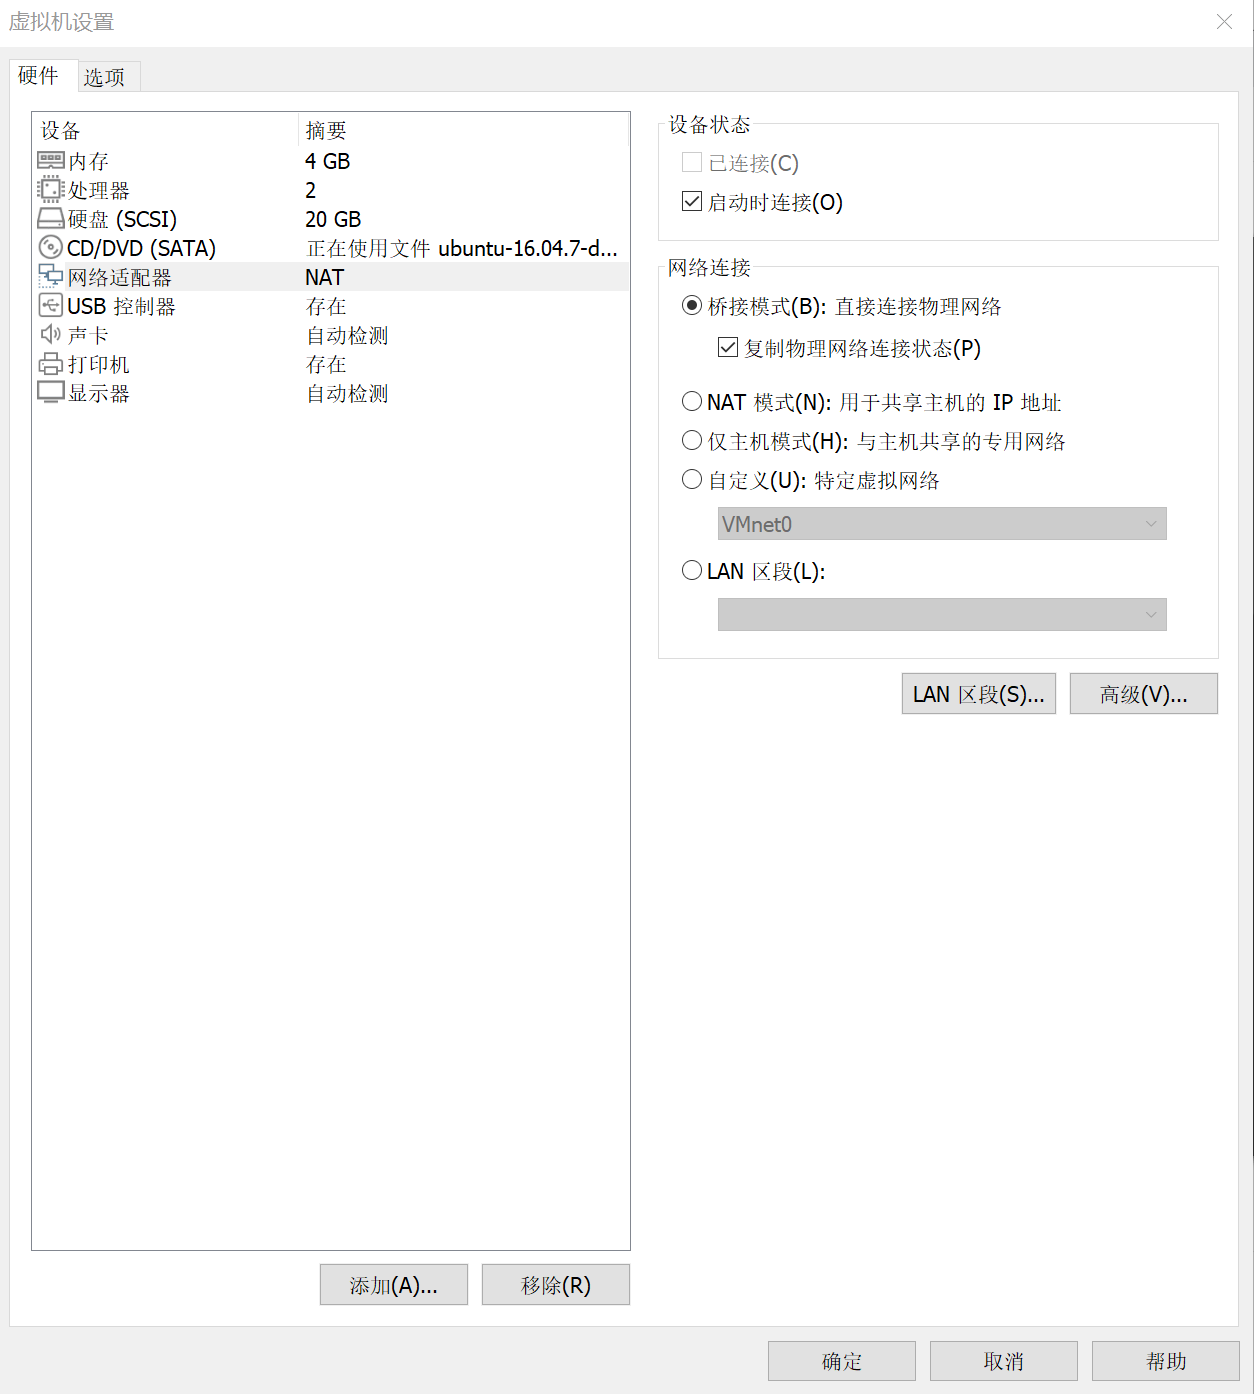 虚拟机设置
硬件 选项
设备 摘要
内存 4 GB
处理器 2
硬盘 (SCSI) 20 GB
CD/DVD (SATA) 正在使用文件 ubuntu-16.04.7-d...
网络适配器 NAT
USB 控制器 存在
声卡 自动检测
打印机 存在
显示器 自动检测
添加(A)... 移除(R)
设备状态
已连接(C)
启动时连接(O)
网络连接
桥接模式(B): 直接连接物理网络
复制物理网络连接状态(P)
NAT 模式(N): 用于共享主机的 IP 地址
仅主机模式(H): 与主机共享的专用网络
自定义(U): 特定虚拟网络
VMnet0
LAN 区段(L):
LAN 区段(S)... 高级(V)...
确定 取消 帮助